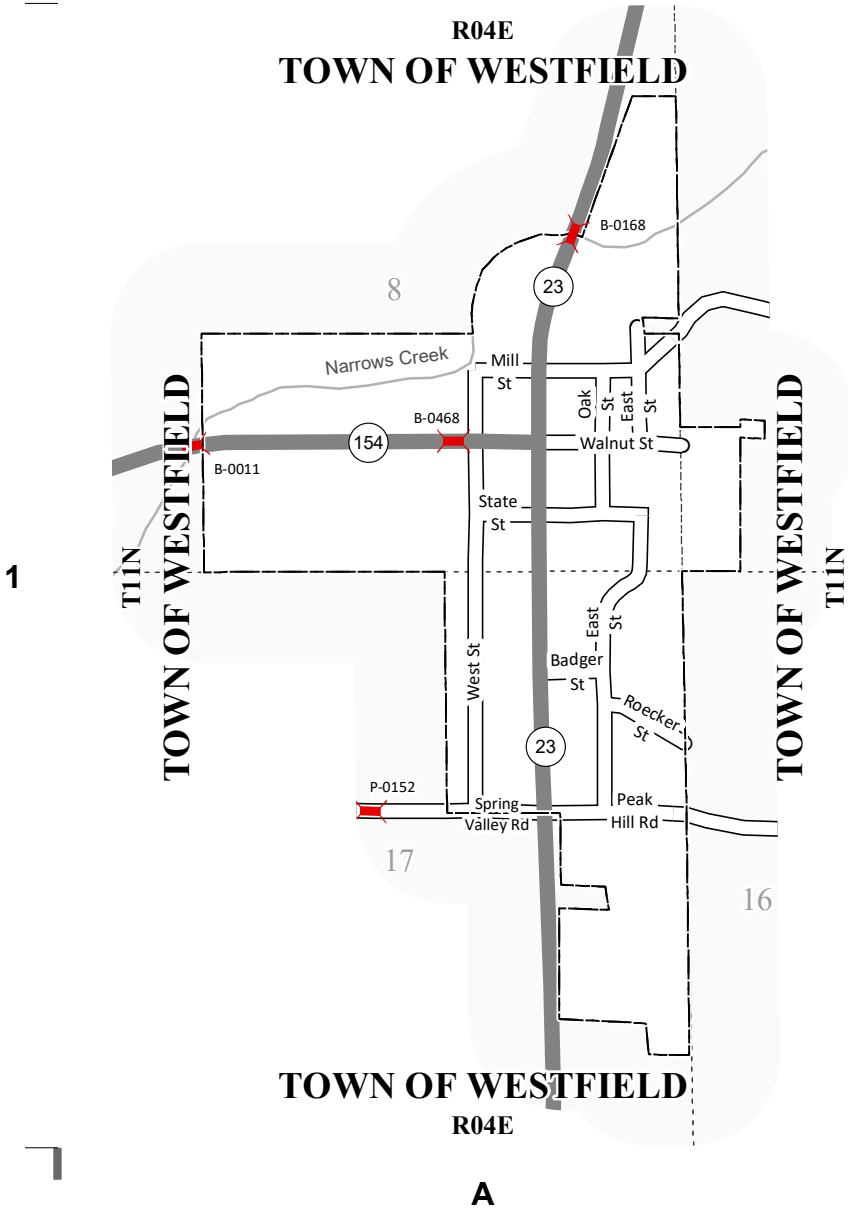 R04E
TOWN OF WESTFIELD
B-0168
23
8
Narrows Creek
Mill
St
Oak
St
East
St
B-0468
154
Walnut St
B-0011
State
St
TOWN OF WESTFIELD
T11N
1
TOWN OF WESTFIELD
T11N
East
St
West St
Badger
St
Roecker
St
23
P-0152
Spring
Valley Rd
Peak
Hill Rd
17
16
TOWN OF WESTFIELD
R04E
A